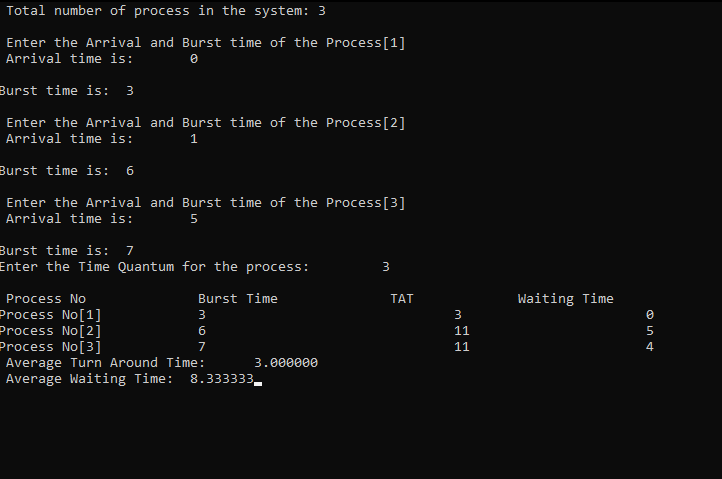 Total number of process in the system: 3
Enter the Arrival and Burst time of the Process[1]
Arrival time is: 0
Burst time is: 3
Enter the Arrival and Burst time of the Process[2]
Arrival time is: 1
Burst time is: 6
Enter the Arrival and Burst time of the Process[3]
Arrival time is: 5
Burst time is: 7
Enter the Time Quantum for the process: 3
Process No Burst Time TAT Waiting Time
Process No[1] 3 3 0
Process No[2] 6 11 5
Process No[3] 7 11 4
Average Turn Around Time: 3.000000
Average Waiting Time: 8.333333